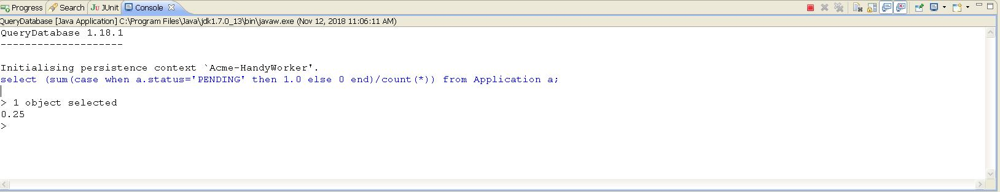 Progress Search JUnit Console
QueryDatabase [Java Application] C:\Program Files\Java\jdk1.7.0_13\bin\javaw.exe (Nov 12, 2018 11:06:11 AM)
QueryDatabase 1.18.1
--------------------
Initialising persistence context `Acme-HandyWorker'.
select (sum(case when a.status='PENDING' then 1.0 else 0 end)/count(*)) from Application a;
> 1 object selected
0.25
>